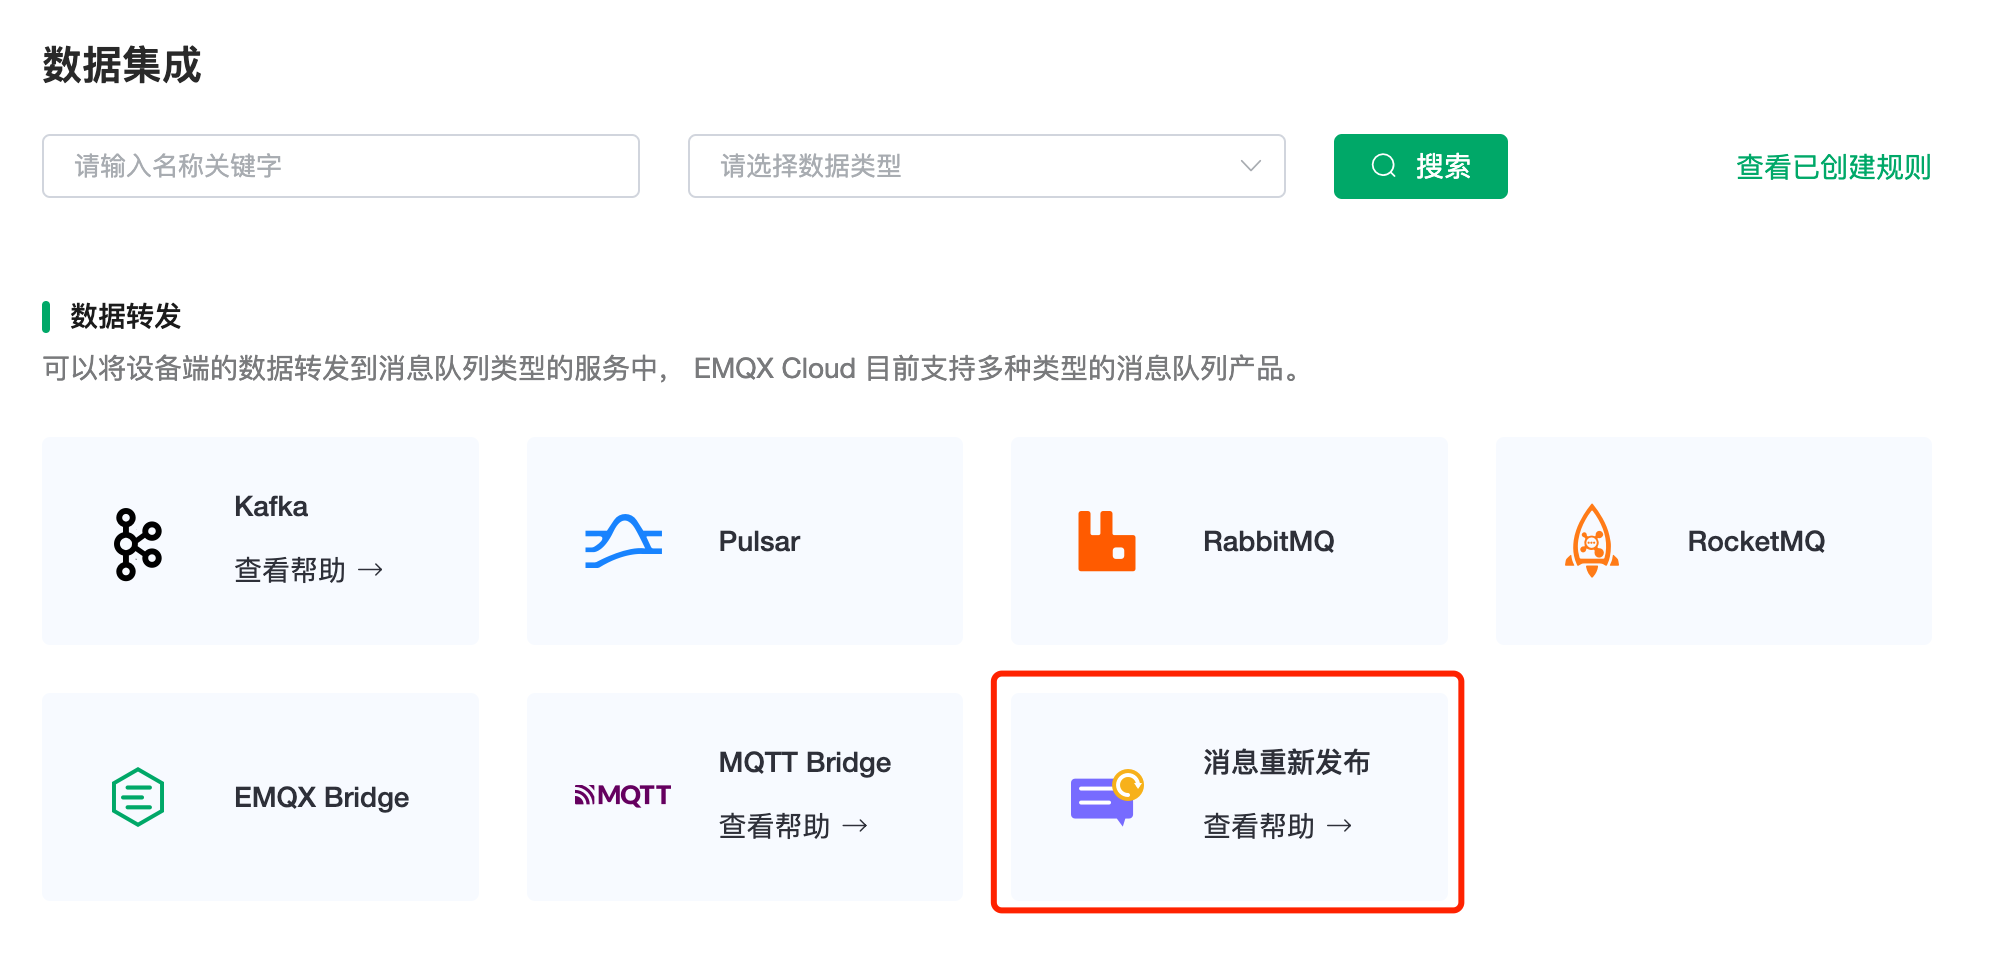 数据集成
请输入名称关键字
请选择数据类型
搜索
查看已创建规则
数据转发
可以将设备端的数据转发到消息队列类型的服务中， EMQX Cloud 目前支持多种类型的消息队列产品。
Kafka
查看帮助 →
Pulsar
RabbitMQ
RocketMQ
EMQX Bridge
MQTT
MQTT Bridge
查看帮助 →
消息重新发布
查看帮助 →